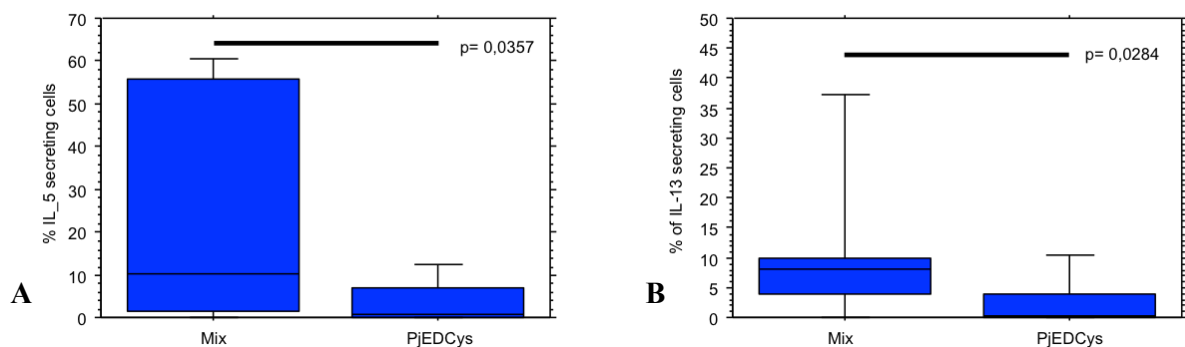 70
60
50
40
30
20
10
0
% IL_5 secreting cells
p= 0,0357
Mix
PjEDCys
A
50
45
40
35
30
25
20
15
10
5
0
% of IL-13 secreting cells
p= 0,0284
Mix
PjEDCys
B